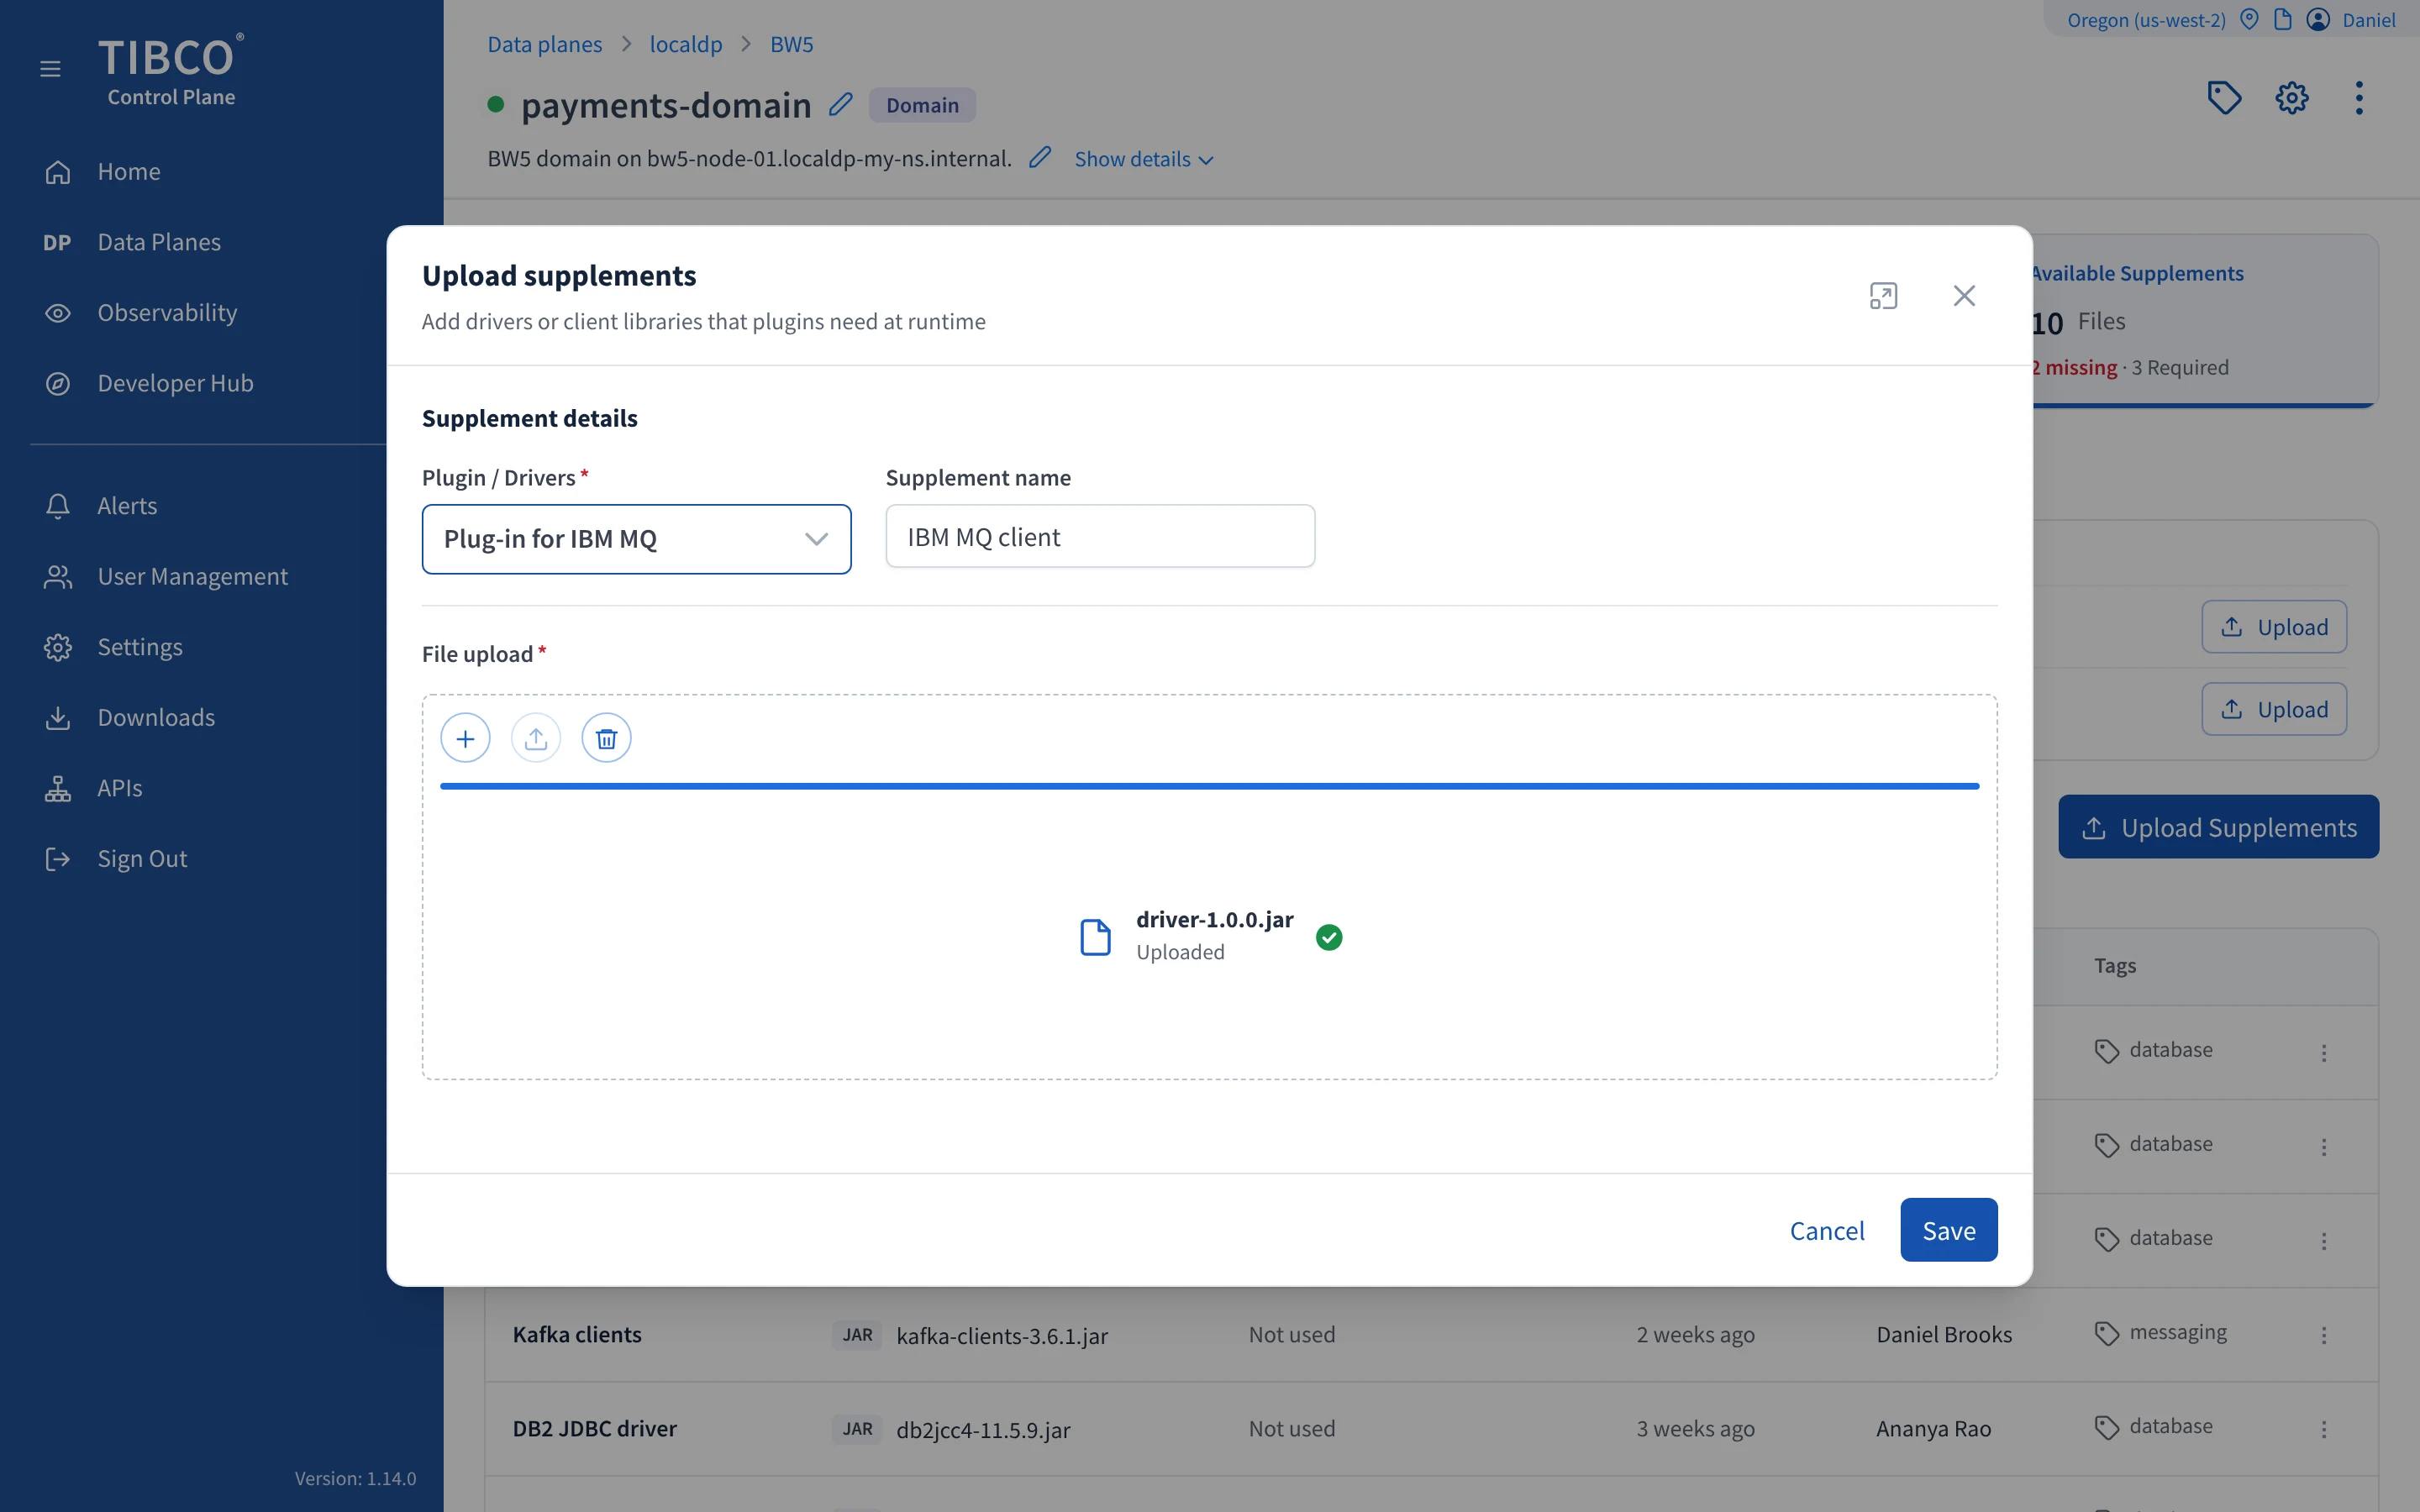 TIBCO®
Control Plane
Home
DP Data Planes
Observability
Developer Hub
Alerts
User Management
Settings
Downloads
APIs
Sign Out
Version: 1.14.0
Oregon (us-west-2) Daniel
Data planes > localdp > BW5
payments-domain Domain
BW5 domain on bw5-node-01.localdp-my-ns.internal. Show details
Available Supplements
10 Files
2 missing · 3 Required
Upload
Upload
Upload Supplements
Upload supplements
Add drivers or client libraries that plugins need at runtime
Supplement details
Plugin / Drivers * Supplement name
Plug-in for IBM MQ IBM MQ client
File upload *
driver-1.0.0.jar
Uploaded
Cancel Save
Tags
database
database
database
Kafka clients JAR kafka-clients-3.6.1.jar Not used 2 weeks ago Daniel Brooks messaging
DB2 JDBC driver JAR db2jcc4-11.5.9.jar Not used 3 weeks ago Ananya Rao database